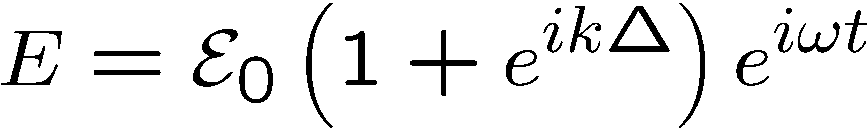 E = \mathcal{E}_0 \left( 1 + e^{ik\Delta} \right) e^{i\omega t}